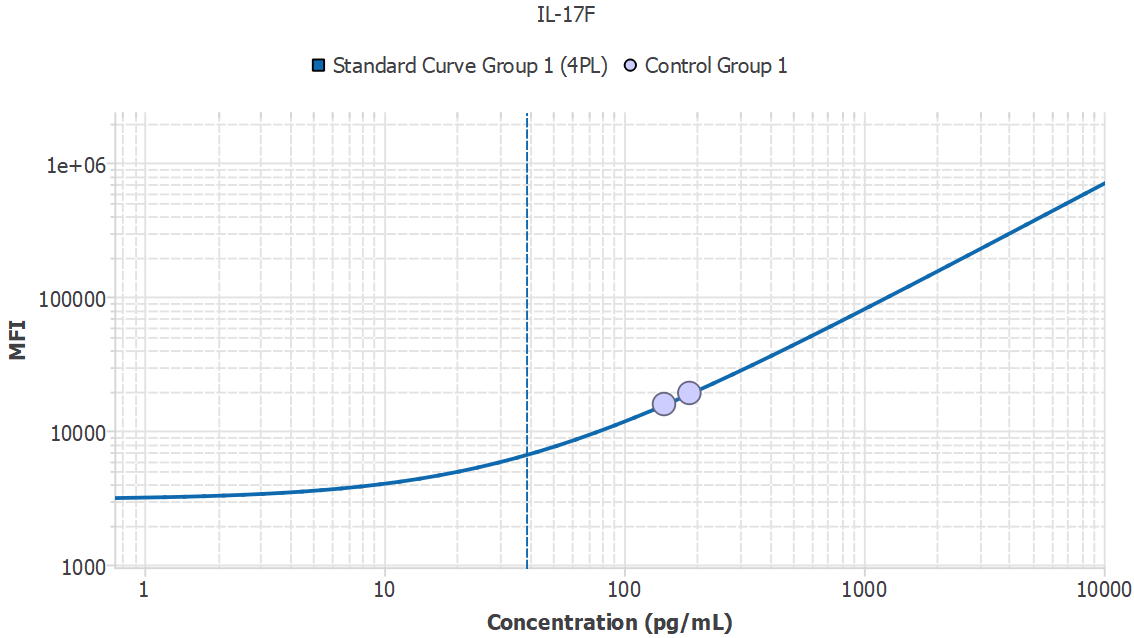 IL-17F
Standard Curve Group 1 (4PL) Control Group 1
1e+06
100000
10000
1000
MFI
1 10 100 1000 10000
Concentration (pg/mL)